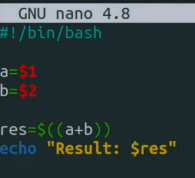 GNU nano 4.8
#!/bin/bash
a=$1
b=$2
res=$((a+b))
echo "Result: $res"